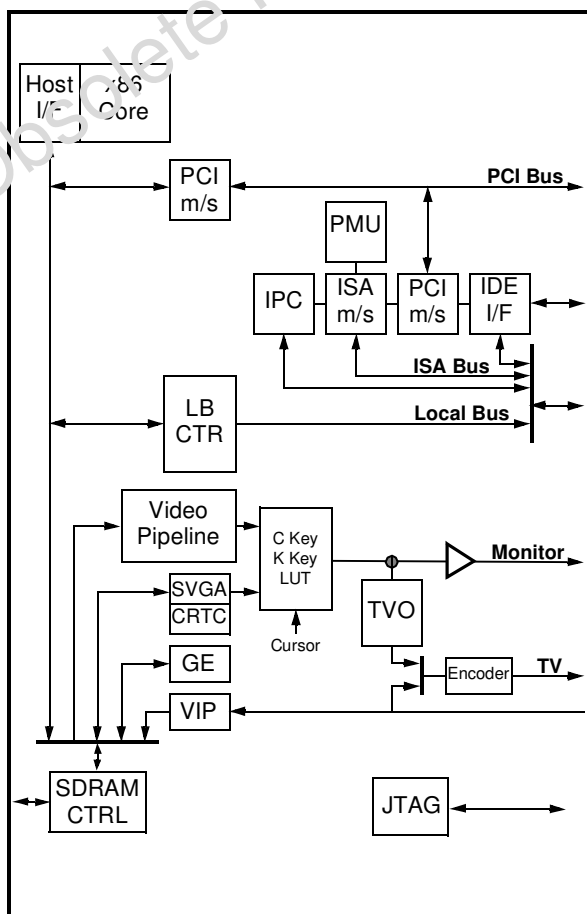 Obsolete
Host
I/F
x86
Core
PCI
m/s
PCI Bus
PMU
IPC
ISA
m/s
PCI
m/s
IDE
I/F
ISA Bus
LB
CTR
Local Bus
Video
Pipeline
C Key
K Key
LUT
Monitor
SVGA
CRTC
TVO
Cursor
GE
Encoder
TV
VIP
SDRAM
CTRL
JTAG